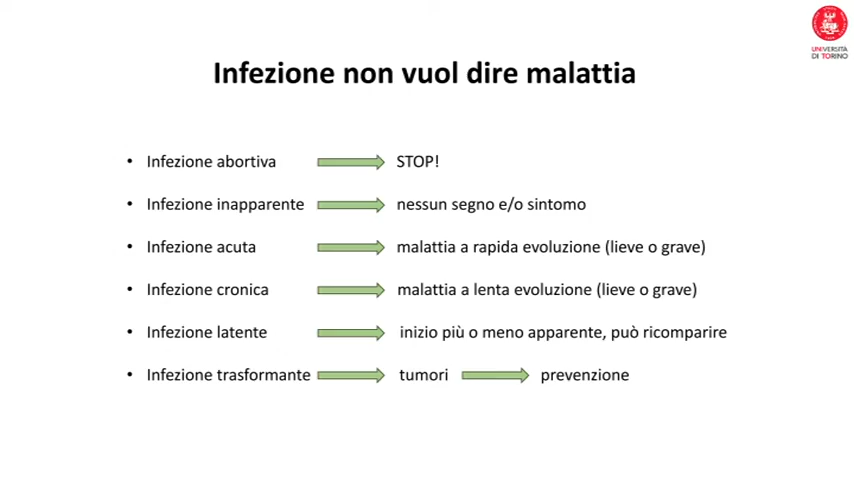 UNIVERSITÀ
DI TORINO
Infezione non vuol dire malattia
• Infezione abortiva STOP!
• Infezione inapparente nessun segno e/o sintomo
• Infezione acuta malattia a rapida evoluzione (lieve o grave)
• Infezione cronica malattia a lenta evoluzione (lieve o grave)
• Infezione latente inizio più o meno apparente, può ricomparire
• Infezione trasformante tumori prevenzione